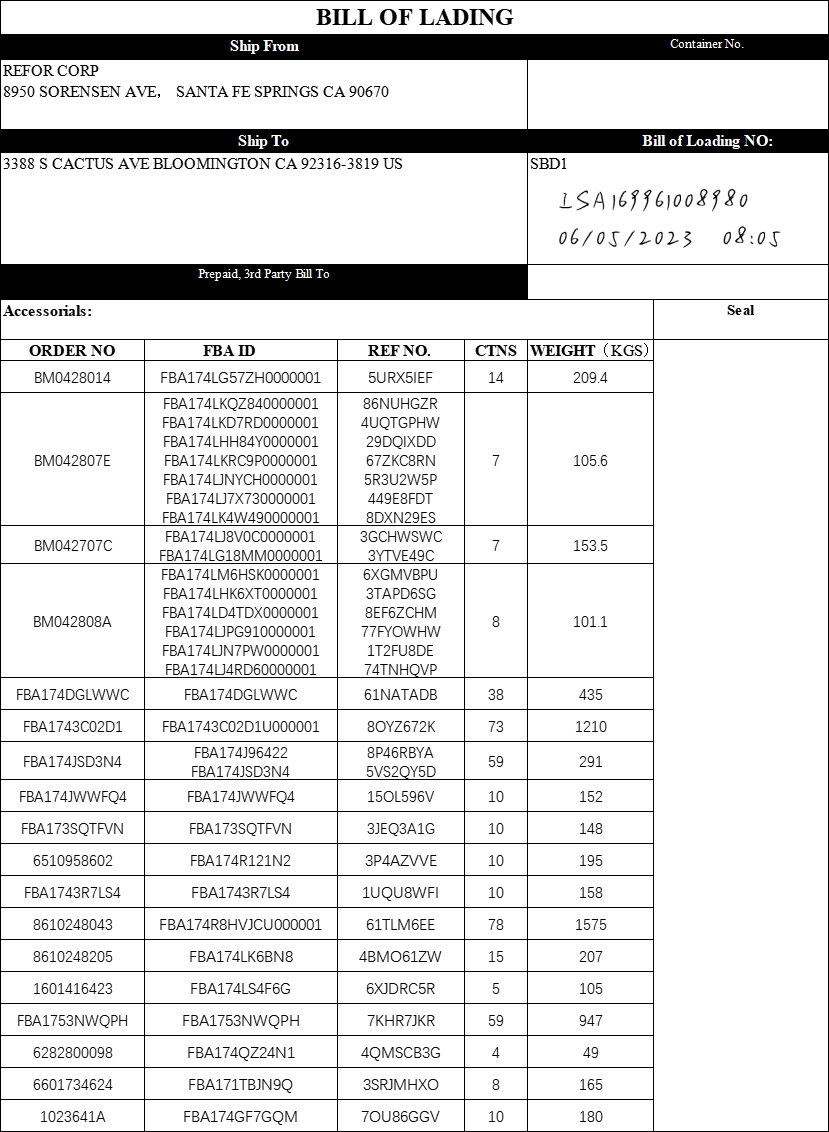 BILL OF LADING
Ship From
Container No.
REFOR CORP
8950 SORENSEN AVE， SANTA FE SPRINGS CA 90670
Ship To
Bill of Loading NO:
3388 S CACTUS AVE BLOOMINGTON CA 92316-3819 US
SBD1
ISA169961008980
06/05/2023 08:05
Prepaid, 3rd Party Bill To
Accessorials:
Seal
ORDER NO FBA ID REF NO. CTNS WEIGHT（KGS）
BM0428014 FBA174LG57ZH0000001 5URX5IEF 14 209.4
FBA174LKQZ840000001 86NUHGZR
FBA174LKD7RD0000001 4UQTGPHW
FBA174LHH84Y0000001 29DQIXDD
BM042807E FBA174LKRC9P0000001 67ZKC8RN 7 105.6
FBA174LJNYCH0000001 5R3U2W5P
FBA174LJ7X730000001 449E8FDT
FBA174LK4W490000001 8DXN29ES
BM042707C FBA174LJ8V0C0000001 3GCHWSWC 7 153.5
FBA174LG18MM0000001 3YTVE49C
FBA174LM6HSK0000001 6XGMVBPU
FBA174LHK6XT0000001 3TAPD6SG
FBA174LD4TDX0000001 8EF6ZCHM
BM042808A FBA174LJPG910000001 77FYOWHW 8 101.1
FBA174LJN7PW0000001 1T2FU8DE
FBA174LJ4RD60000001 74TNHQVP
FBA174DGLWWC FBA174DGLWWC 61NATADB 38 435
FBA1743C02D1 FBA1743C02D1U000001 8OYZ672K 73 1210
FBA174JSD3N4 FBA174J96422 8P46RBYA 59 291
FBA174JSD3N4 5VS2QY5D
FBA174JWWFQ4 FBA174JWWFQ4 15OL596V 10 152
FBA173SQTFVN FBA173SQTFVN 3JEQ3A1G 10 148
6510958602 FBA174R121N2 3P4AZVVE 10 195
FBA1743R7LS4 FBA1743R7LS4 1UQU8WFI 10 158
8610248043 FBA174R8HVJCU000001 61TLM6EE 78 1575
8610248205 FBA174LK6BN8 4BMO61ZW 15 207
1601416423 FBA174LS4F6G 6XJDRC5R 5 105
FBA1753NWQPH FBA1753NWQPH 7KHR7JKR 59 947
6282800098 FBA174QZ24N1 4QMSCB3G 4 49
6601734624 FBA171TBJN9Q 3SRJMHXO 8 165
1023641A FBA174GF7GQM 7OU86GGV 10 180